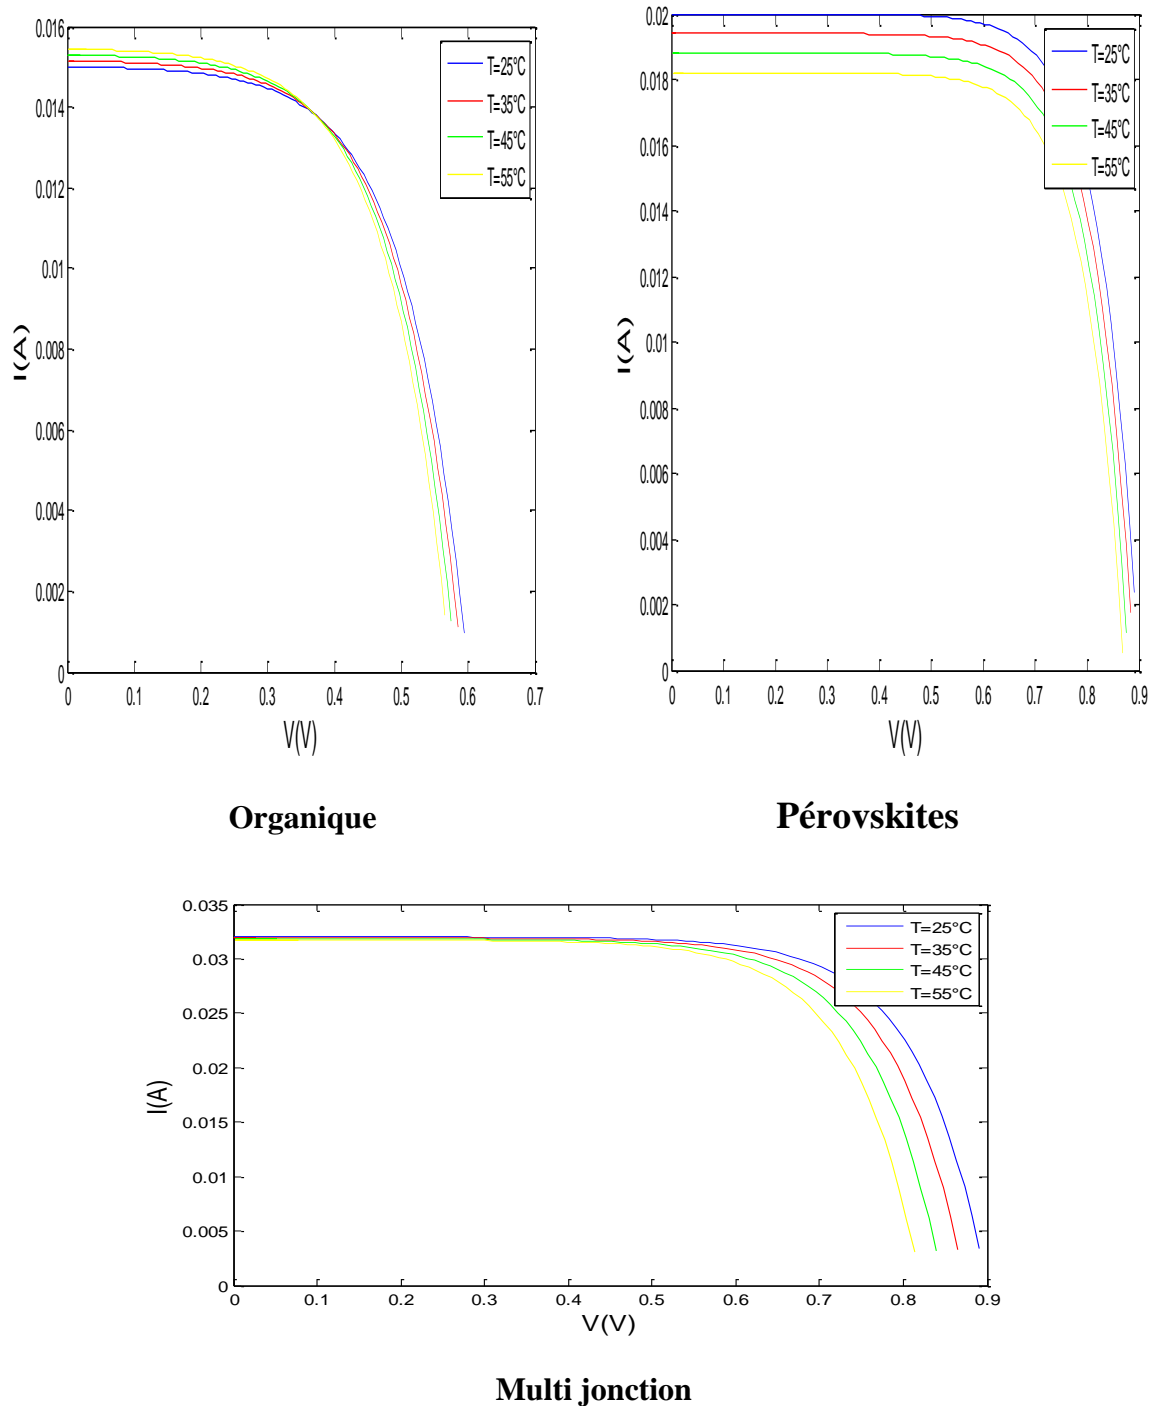 0.016
0.014
0.012
0.01
0.008
0.006
0.004
0.002
0
I(A)
0 0.1 0.2 0.3 0.4 0.5 0.6 0.7
V(V)
T=25°C
T=35°C
T=45°C
T=55°C
Organique
0.02
0.018
0.016
0.014
0.012
0.01
0.008
0.006
0.004
0.002
0
I(A)
0 0.1 0.2 0.3 0.4 0.5 0.6 0.7 0.8 0.9
V(V)
T=25°C
T=35°C
T=45°C
T=55°C
Pérovskites
0.035
0.03
0.025
0.02
0.015
0.01
0.005
0
I(A)
0 0.1 0.2 0.3 0.4 0.5 0.6 0.7 0.8 0.9
V(V)
T=25°C
T=35°C
T=45°C
T=55°C
Multi jonction